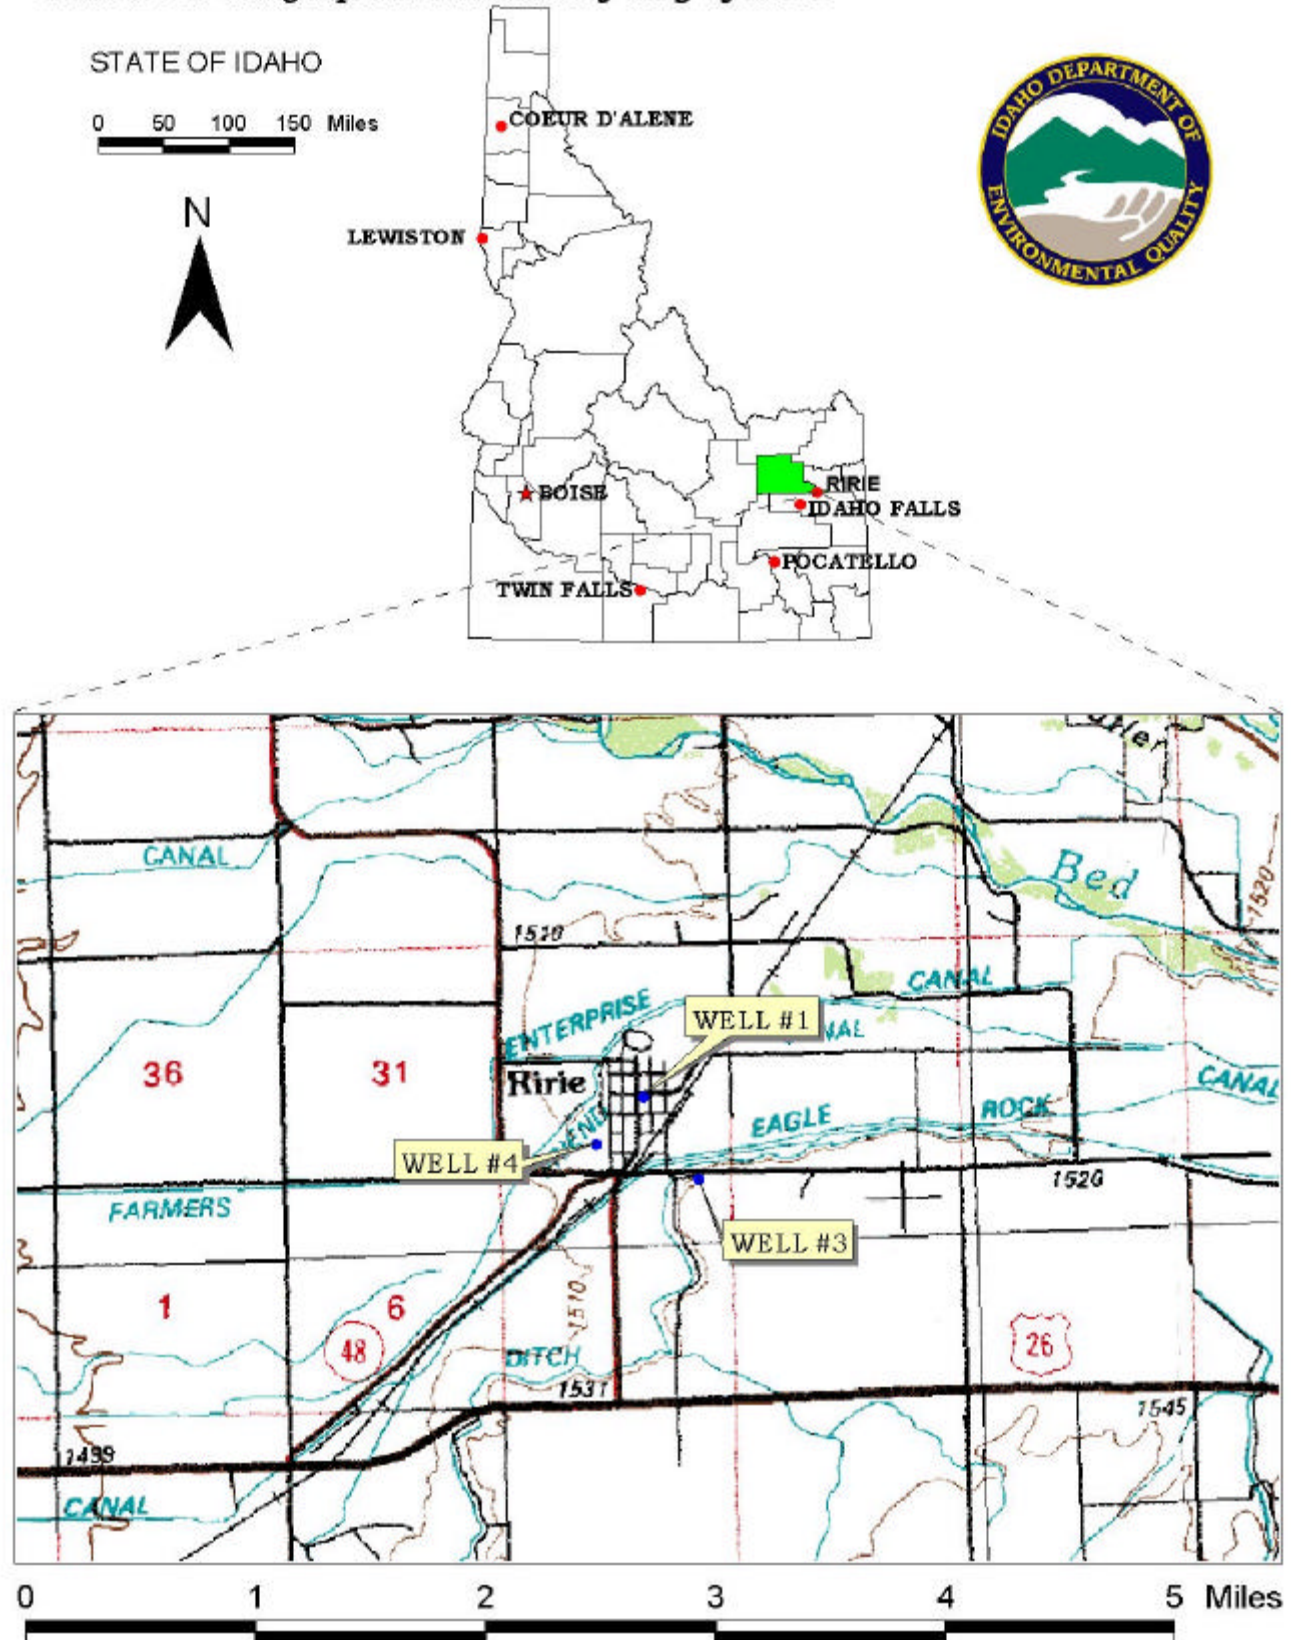 STATE OF IDAHO
0 50 100 150 Miles
N
COEUR D'ALENE
LEWISTON
IDAHO DEPARTMENT OF
ENVIRONMENTAL QUALITY
RIRIE
BOISE
IDAHO FALLS
POCATELLO
TWIN FALLS
CANAL
Bed
1520
1510
CANAL
ENTERPRISE
WELL #1
NAL
36
31
Ririe
CANAL
EAGLE
ROCK
WELL #4
1520
FARMERS
WELL #3
1
6
1510
48
26
DITCH
1531
1545
1499
CANAL
0 1 2 3 4 5 Miles